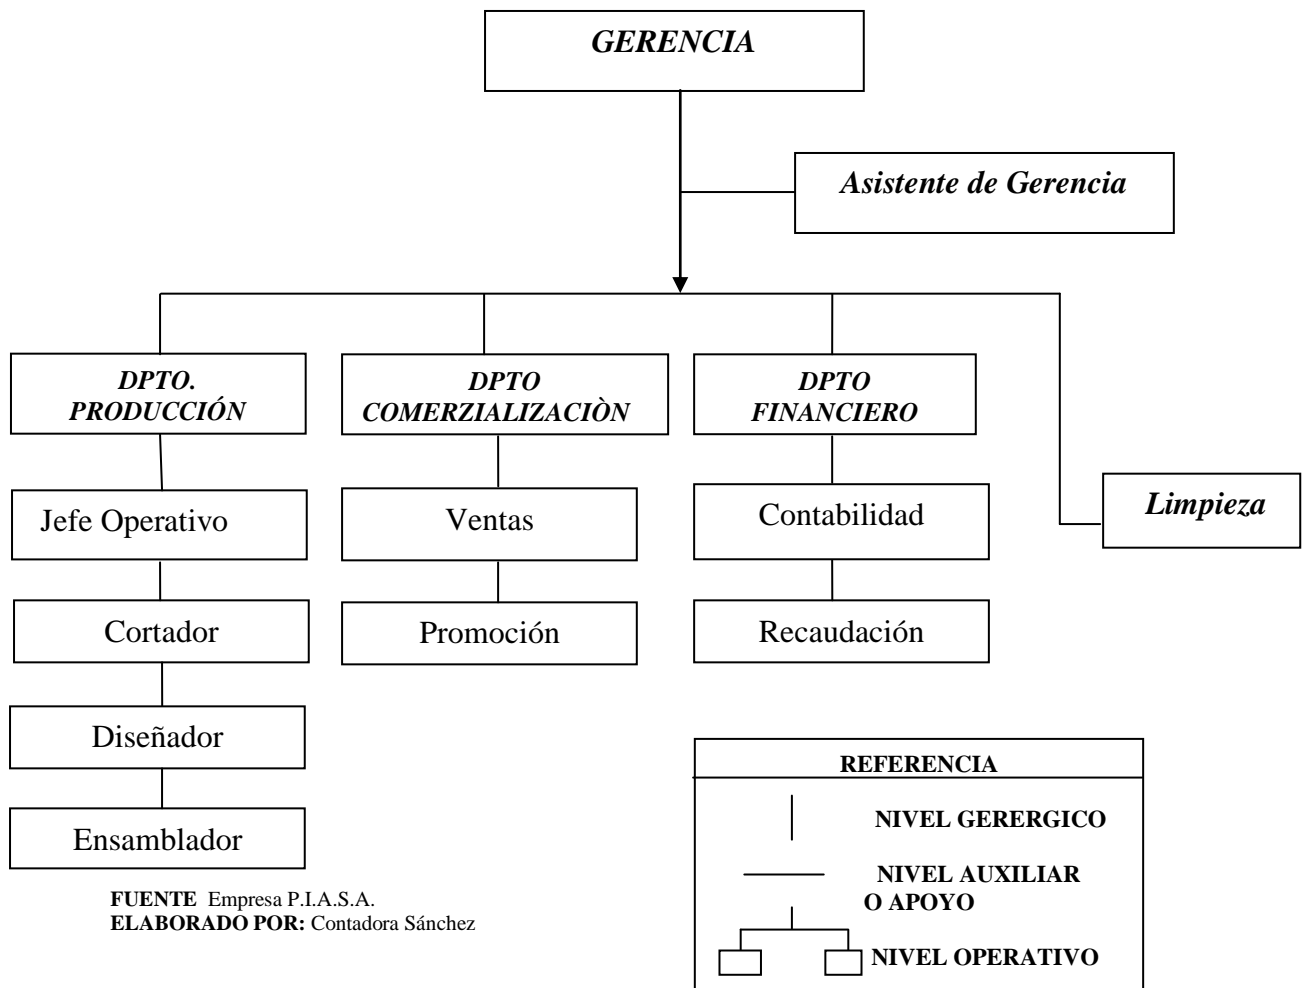 GERENCIA
Asistente de Gerencia
DPTO.
PRODUCCIÓN
DPTO
COMERZIALIZACIÒN
DPTO
FINANCIERO
Jefe Operativo
Ventas
Contabilidad
Limpieza
Cortador
Promoción
Recaudación
Diseñador
Ensamblador
REFERENCIA
NIVEL GERERGICO
NIVEL AUXILIAR
O APOYO
NIVEL OPERATIVO
FUENTE Empresa P.I.A.S.A.
ELABORADO POR: Contadora Sánchez